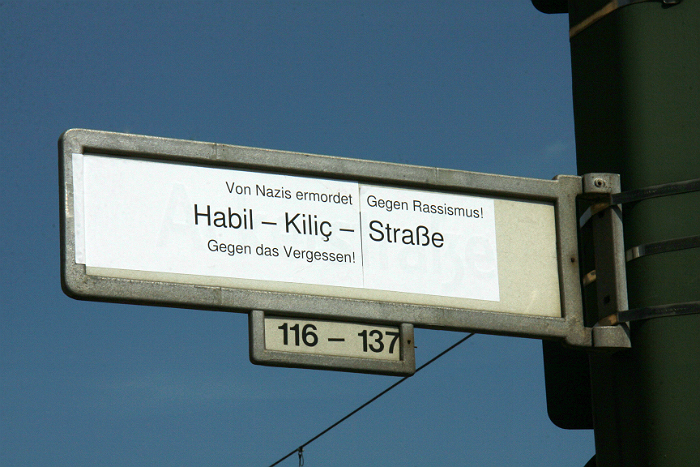 Von Nazis ermordet Gegen Rassismus!
Habil – Kiliç – Straße
Gegen das Vergessen!
116 – 137